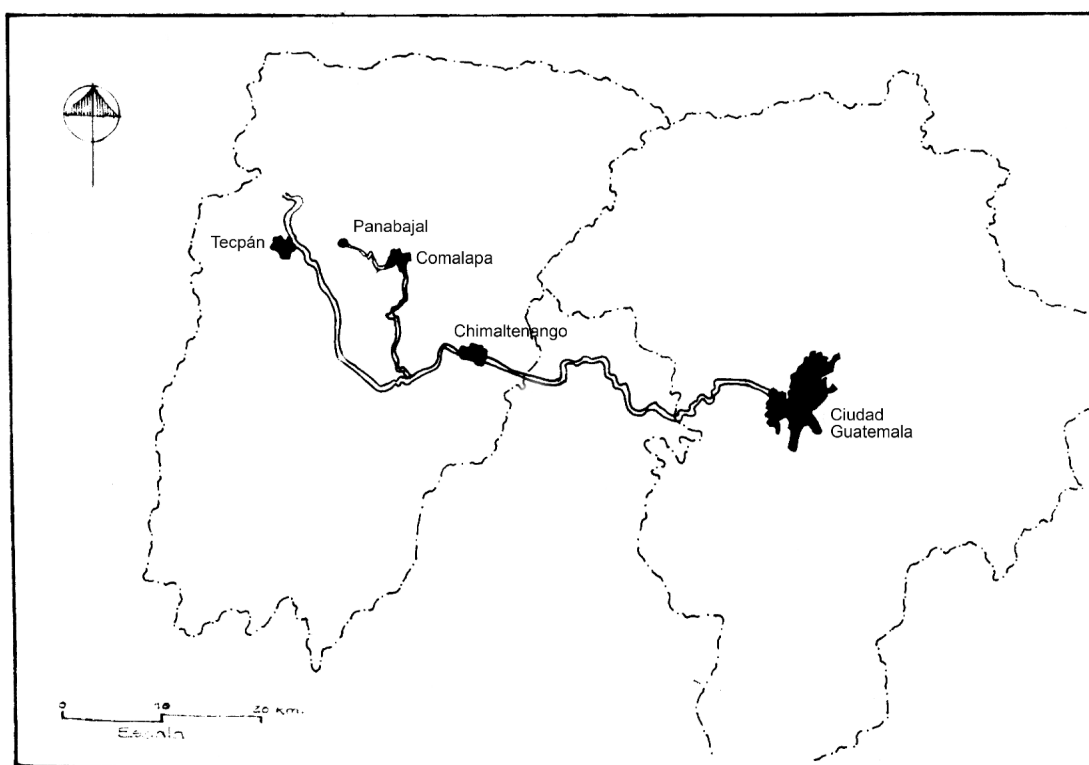 Panabajal
Tecpán
Comalapa
Chimaltenango
Ciudad
Guatemala
0 10 20 km.
Escala